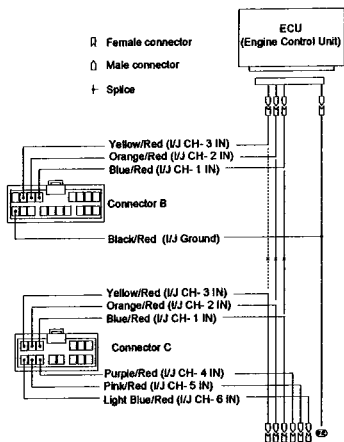 ECU
(Engine Control Unit)
Female connector
Male connector
Splice
Yellow/Red (I/J CH- 3 IN)
Orange/Red (I/J CH- 2 IN)
Blue/Red (I/J CH- 1 IN)
Connector B
Black/Red (I/J Ground)
Yellow/Red (I/J CH- 3 IN)
Orange/Red (I/J CH- 2 IN)
Blue/Red (I/J CH- 1 IN)
Connector C
Purple/Red (I/J CH- 4 IN)
Pink/Red (I/J CH- 5 IN)
Light Blue/Red (I/J CH- 6 IN)